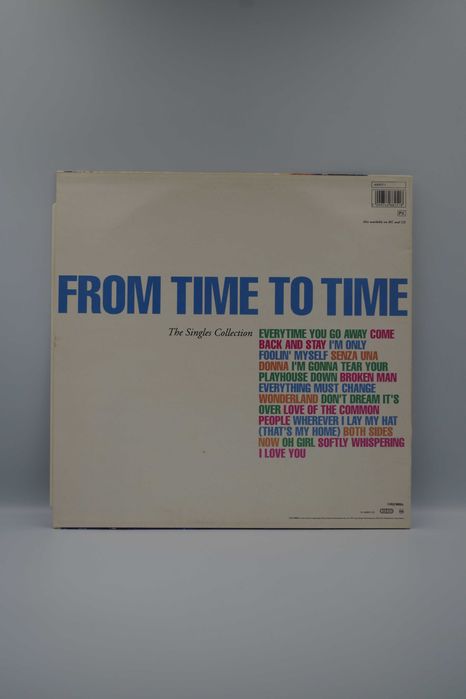 FROM TIME TO TIME
The Singles Collection
EVERYTIME YOU GO AWAY COME
BACK AND STAY I'M ONLY
FOOLIN' MYSELF SENZA UNA
DONNA I'M GONNA TEAR YOUR
PLAYHOUSE DOWN BROKEN MAN
EVERYTHING MUST CHANGE
WONDERLAND DON'T DREAM IT'S
OVER LOVE OF THE COMMON
PEOPLE WHEREVER I LAY MY HAT
(THAT'S MY HOME) BOTH SIDES
NOW OH GIRL SOFTLY WHISPERING
I LOVE YOU